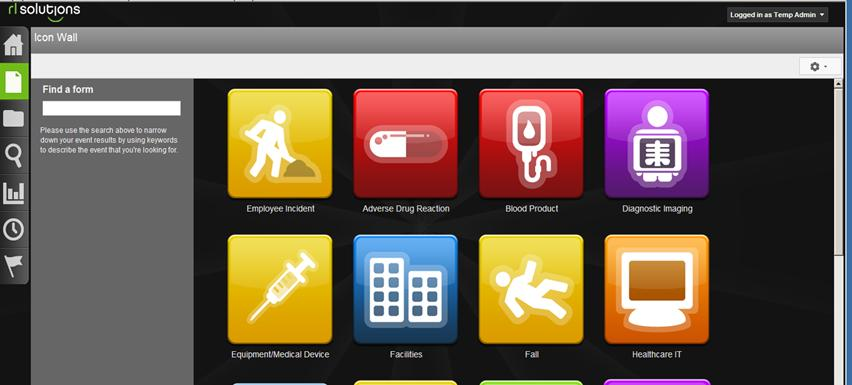 rl solutions
Logged in as Temp Admin
Icon Wall
Find a form
Please use the search above to narrow
down your event results by using keywords
to describe the event that you're looking for.
Employee Incident
Adverse Drug Reaction
Blood Product
Diagnostic Imaging
Equipment/Medical Device
Facilities
Fall
Healthcare IT